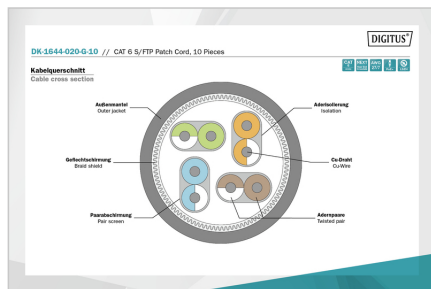 DIGITUS®
DK-1644-020-G-10 // CAT 6 S/FTP Patch Cord, 10 Pieces
Kabelquerschnitt
Cable cross section
Außenmantel
Outer jacket
Aderisolierung
Isolation
Geflechtschirmung
Braid shield
Cu-Draht
Cu-Wire
Paarabschirmung
Pair screen
Adernpaare
Twisted pair